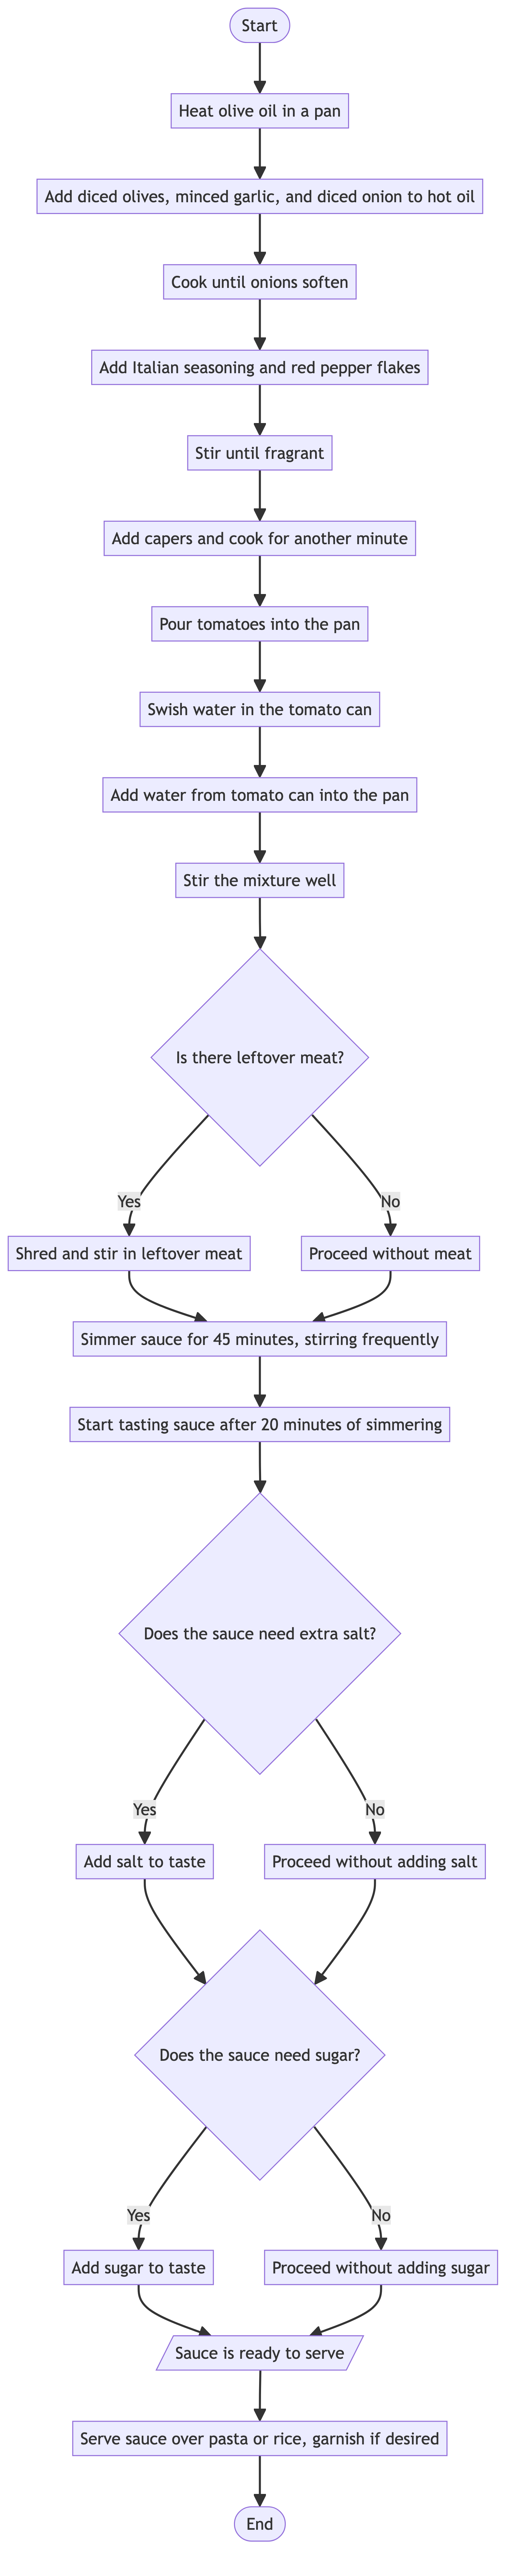 Start
Heat olive oil in a pan
Add diced olives, minced garlic, and diced onion to hot oil
Cook until onions soften
Add Italian seasoning and red pepper flakes
Stir until fragrant
Add capers and cook for another minute
Pour tomatoes into the pan
Swish water in the tomato can
Add water from tomato can into the pan
Stir the mixture well
Is there leftover meat?
Yes
No
Shred and stir in leftover meat
Proceed without meat
Simmer sauce for 45 minutes, stirring frequently
Start tasting sauce after 20 minutes of simmering
Does the sauce need extra salt?
Yes
No
Add salt to taste
Proceed without adding salt
Does the sauce need sugar?
Yes
No
Add sugar to taste
Proceed without adding sugar
Sauce is ready to serve
Serve sauce over pasta or rice, garnish if desired
End